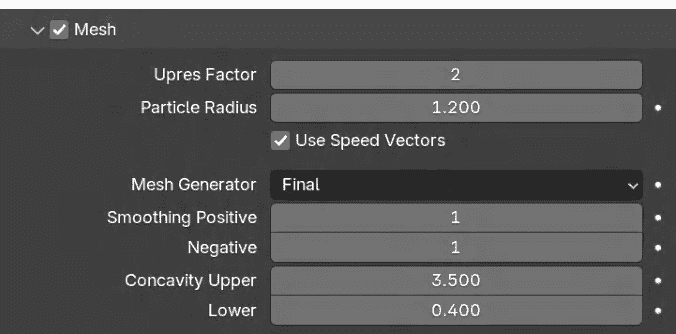 Mesh
Upres Factor 2
Particle Radius 1.200
Use Speed Vectors
Mesh Generator Final
Smoothing Positive 1
Negative 1
Concavity Upper 3.500
Lower 0.400